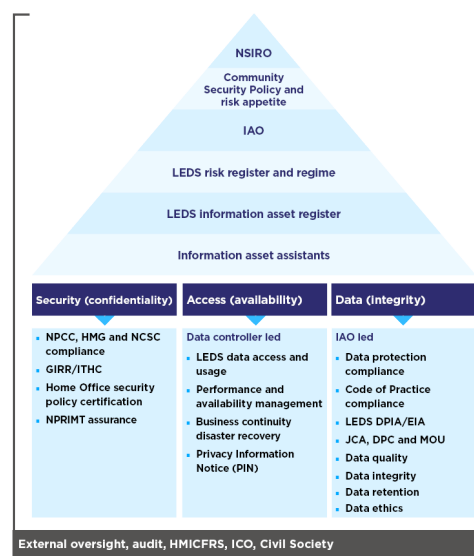 NSIRO
Community
Security Policy and
risk appetite
IAO
LEDS risk register and regime
LEDS information asset register
Information asset assistants
Security (confidentiality)
NPCC, HMG and NCSC
compliance
GIRR/ITHC
Home Office security
policy certification
NPRIMT assurance
Access (availability)
Data controller led
LEDS data access and
usage
Performance and
availability management
Business continuity
disaster recovery
Privacy Information
Notice (PIN)
Data (integrity)
IAO led
Data protection
compliance
Code of Practice
compliance
LEDS DPIA/EIA
JCA, DPC and MOU
Data quality
Data integrity
Data retention
Data ethics
External oversight, audit, HMICFRS, ICO, Civil Society